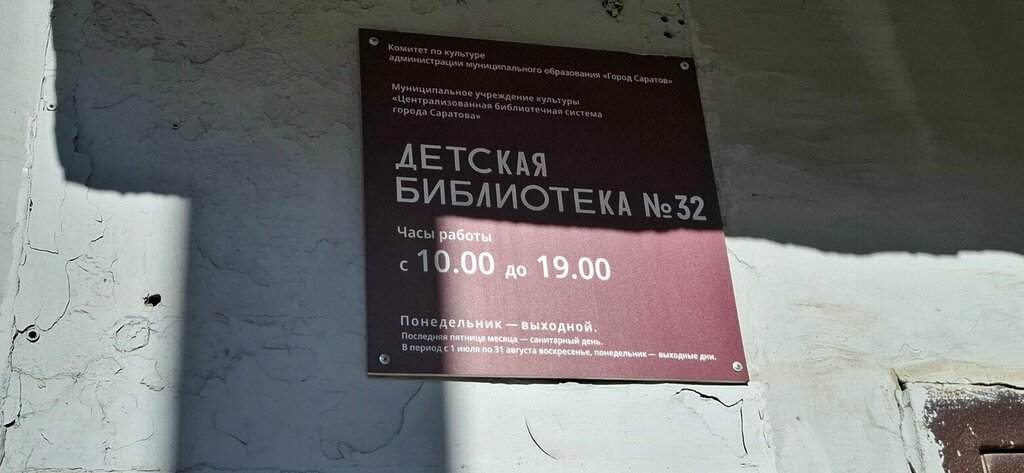 Комитет по культуре
администрации муниципального образования «Город Саратов»
Муниципальное учреждение культуры
«Централизованная библиотечная система
города Саратова»
ДЕТСКАЯ
БИБЛИОТЕКА №32
Часы работы
с 10.00 до 19.00
Понедельник — выходной.
Последняя пятница месяца — санитарный день.
В период с 1 июля по 31 августа воскресенье, понедельник — выходные дни.